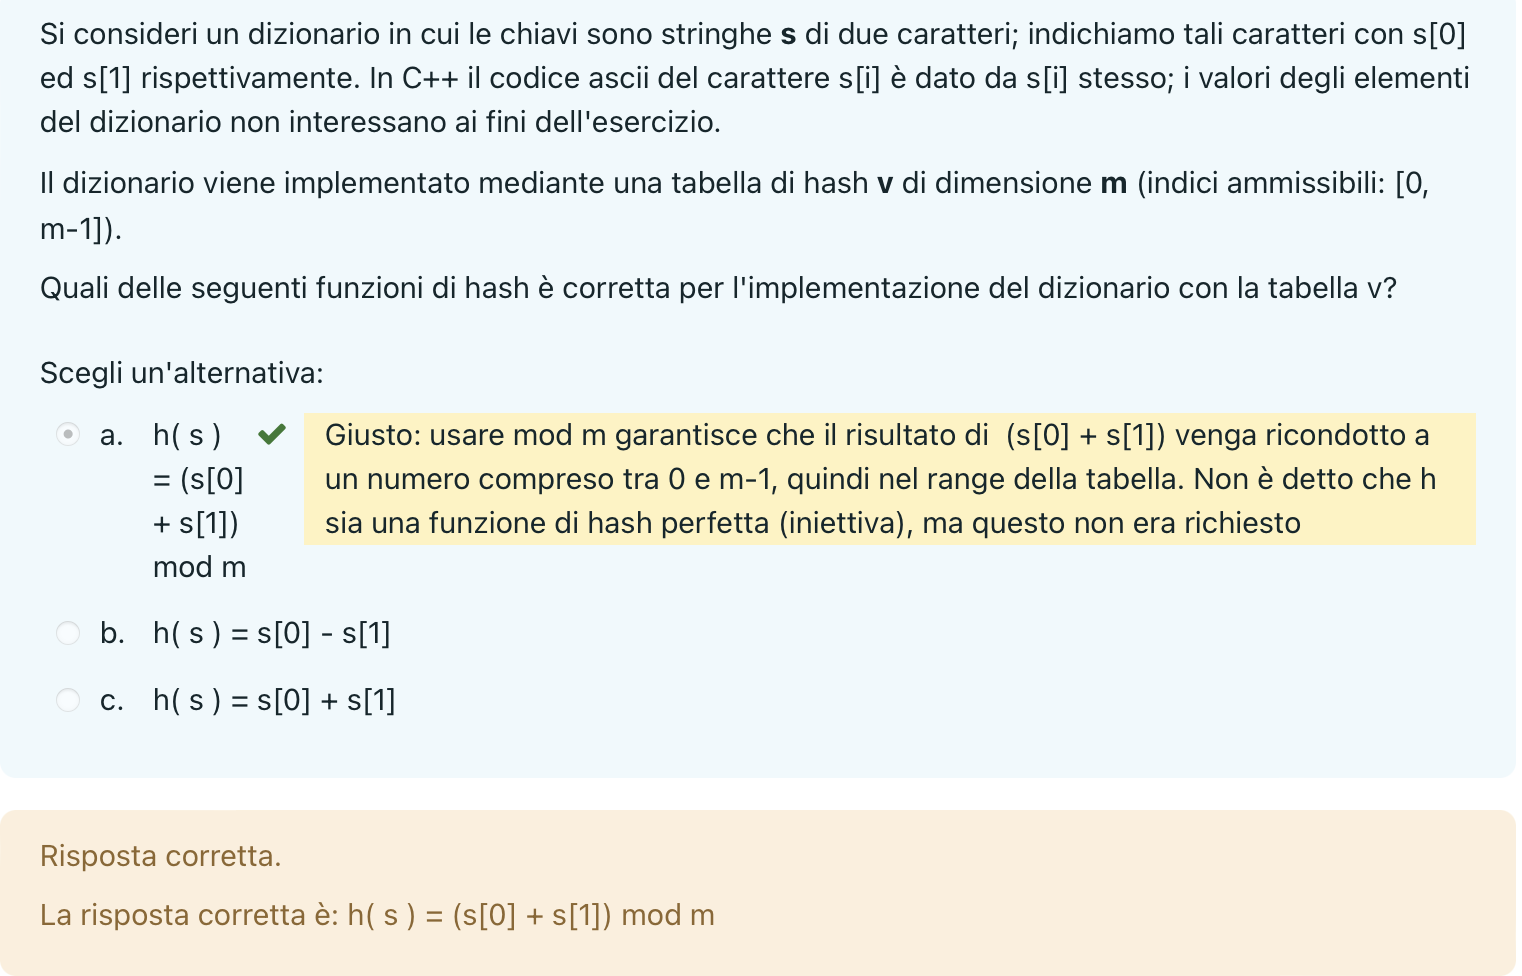 Si consideri un dizionario in cui le chiavi sono stringhe s di due caratteri; indichiamo tali caratteri con s[0]
ed s[1] rispettivamente. In C++ il codice ascii del carattere s[i] è dato da s[i] stesso; i valori degli elementi
del dizionario non interessano ai fini dell'esercizio.
Il dizionario viene implementato mediante una tabella di hash v di dimensione m (indici ammissibili: [0,
m-1]).
Quali delle seguenti funzioni di hash è corretta per l'implementazione del dizionario con la tabella v?
Scegli un'alternativa:
a. h( s )
= (s[0]
+ s[1])
mod m
Giusto: usare mod m garantisce che il risultato di (s[0] + s[1]) venga ricondotto a
un numero compreso tra 0 e m-1, quindi nel range della tabella. Non è detto che h
sia una funzione di hash perfetta (iniettiva), ma questo non era richiesto
b. h( s ) = s[0] - s[1]
c. h( s ) = s[0] + s[1]
Risposta corretta.
La risposta corretta è: h( s ) = (s[0] + s[1]) mod m